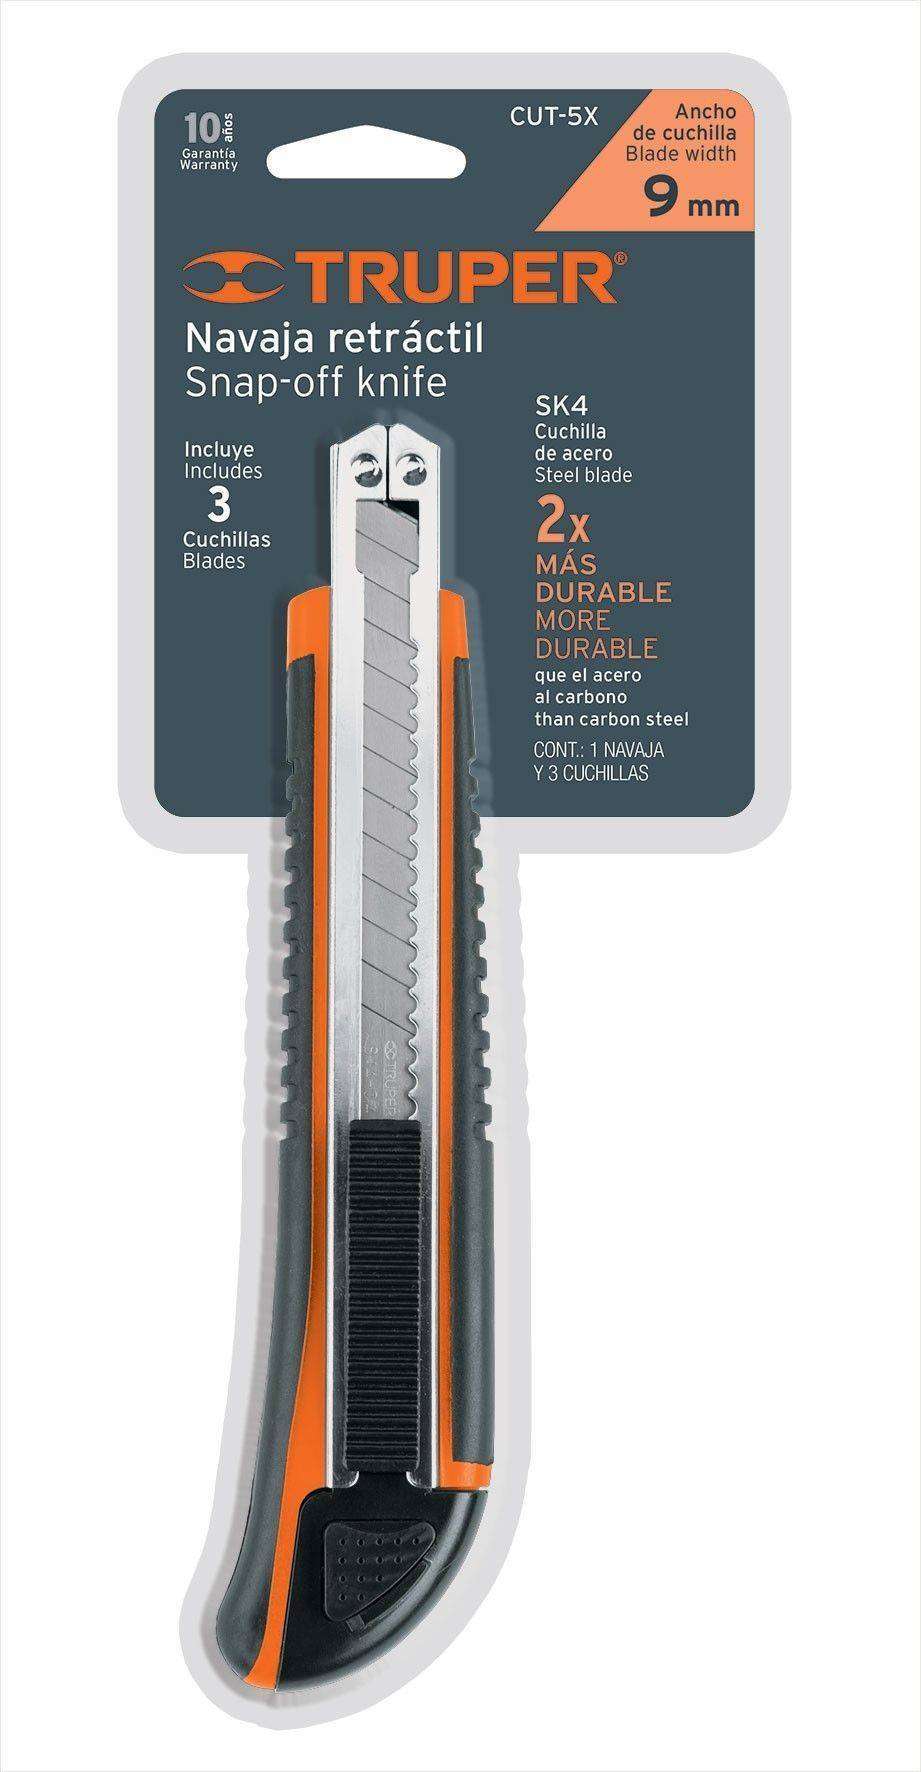 10 años
Garantía
Warranty
CUT-5X
Ancho
de cuchilla
Blade width
9 mm
TRUPER®
Navaja retráctil
Snap-off knife
Incluye
Includes
3
Cuchillas
Blades
SK4
Cuchilla
de acero
Steel blade
2x
MÁS
DURABLE
MORE
DURABLE
que el acero
al carbono
than carbon steel
CONT.: 1 NAVAJA
Y 3 CUCHILLAS
TRUPER